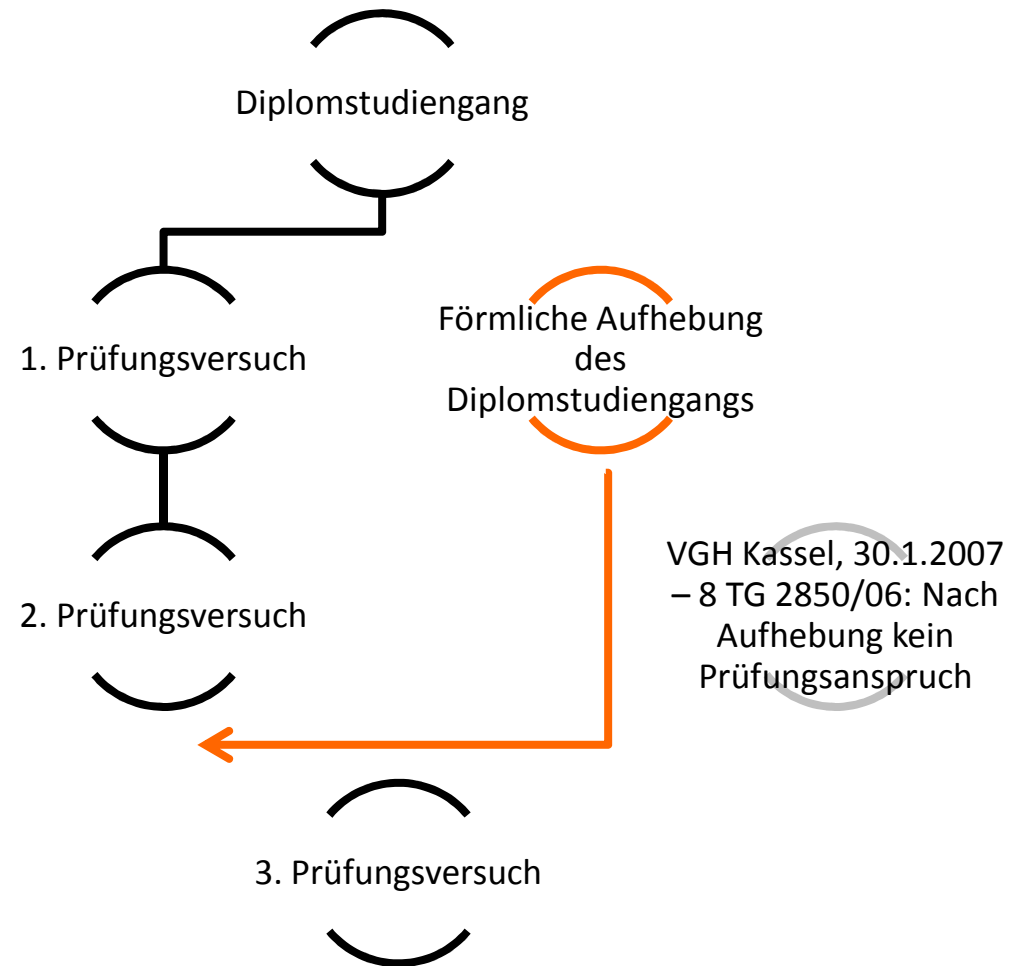 Diplomstudiengang
1. Prüfungsversuch
Förmliche Aufhebung
des
Diplomstudiengangs
2. Prüfungsversuch
VGH Kassel, 30.1.2007
– 8 TG 2850/06: Nach
Aufhebung kein
Prüfungsanspruch
3. Prüfungsversuch